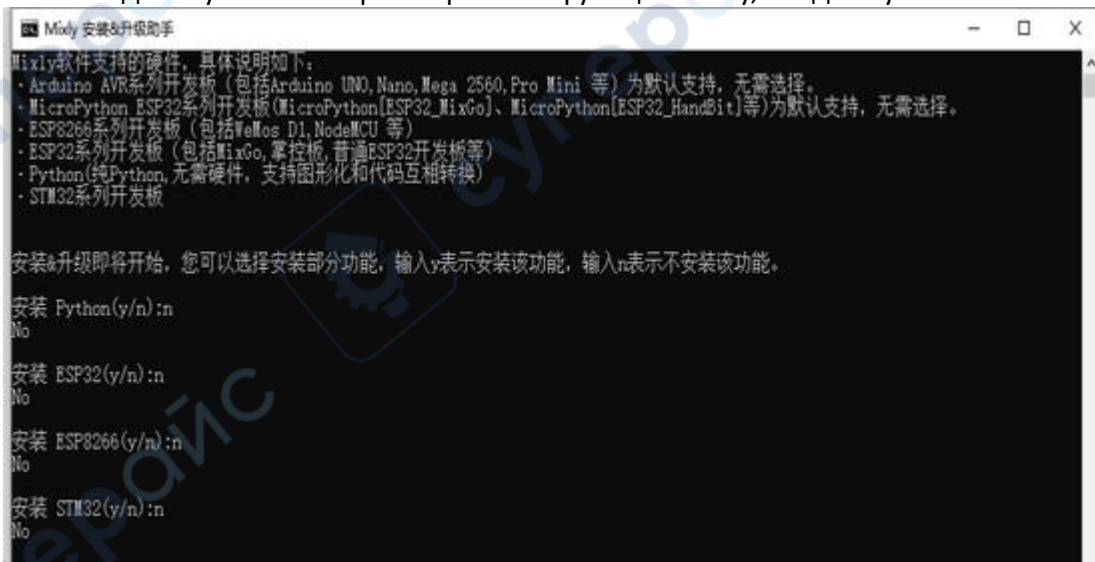 Mixly 安装&升级助手
Mixly软件支持的硬件，具体说明如下：
·Arduino AVR系列开发板（包括Arduino UNO,Nano,Mega 2560,Pro Mini 等）为默认支持，无需选择。
·MicroPython ESP32系列开发板(MicroPython[ESP32_MixGo]、MicroPython[ESP32_HandBit]等)为默认支持，无需选择。
·ESP8266系列开发板（包括WeMos D1,NodeMCU 等）
·ESP32系列开发板（包括MixGo,掌控板,普通ESP32开发板等）
·Python(纯Python,无需硬件，支持图形化和代码互相转换)
·STM32系列开发板
安装&升级即将开始，您可以选择安装部分功能，输入y表示安装该功能，输入n表示不安装该功能。
安装 Python(y/n):n
No
安装 ESP32(y/n):n
No
安装 ESP8266(y/n):n
No
安装 STM32(y/n):n
No